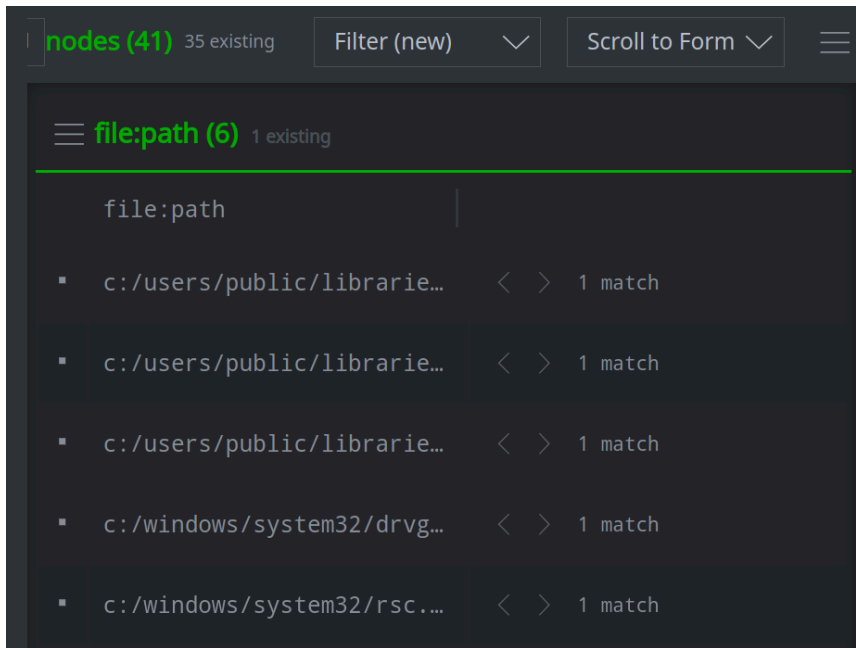 nodes (41) 35 existing Filter (new) Scroll to Form
file:path (6) 1 existing
file:path
c:/users/public/librarie… 1 match
c:/users/public/librarie… 1 match
c:/users/public/librarie… 1 match
c:/windows/system32/drvg… 1 match
c:/windows/system32/rsc.… 1 match